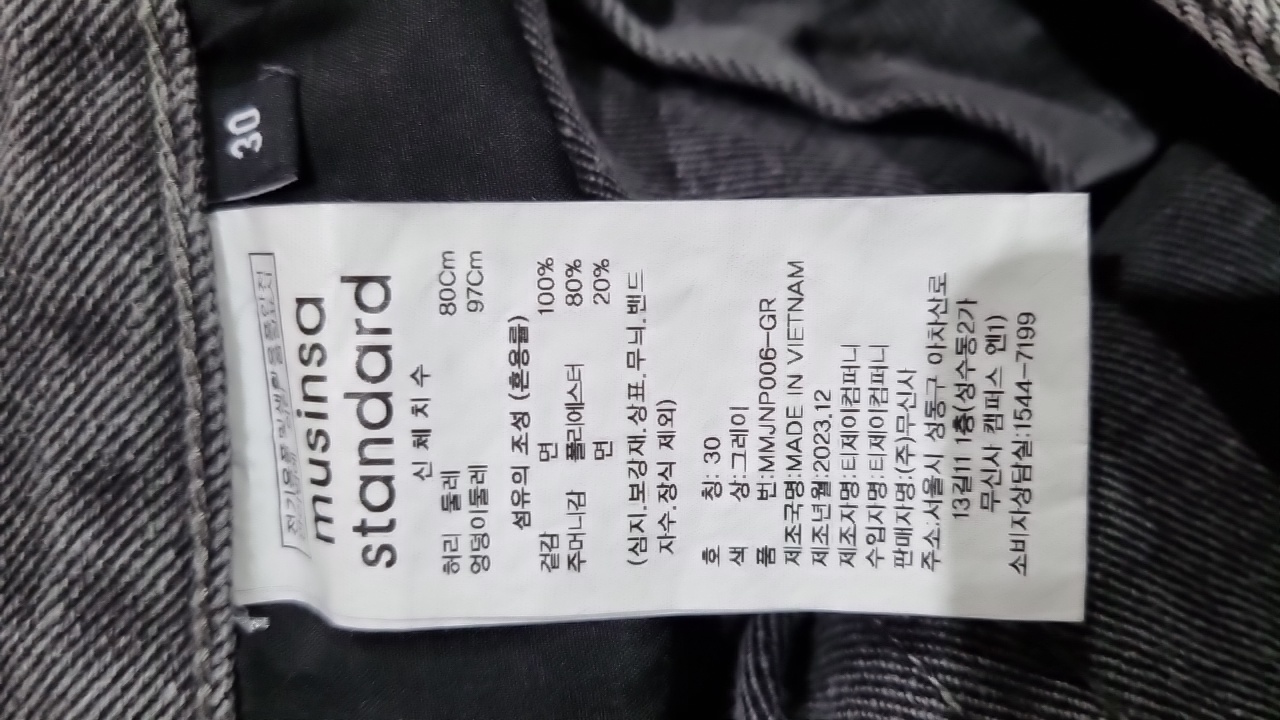 30
전기용품 및 생활용품 안전
musinsa
standard
신 체 치 수
허리 둘레 80Cm
엉덩이둘레 97Cm
섬유의 조성 (혼용률)
겉감 면 100%
주머니감 폴리에스터 80%
면 20%
(심지.보강재.상표.무늬.밴드
자수.장식 제외)
호 칭: 30
색 상:그레이
품 번:MMJNP006-GR
제조국명:MADE IN VIETNAM
제조년월:2023.12
제조자명:티제이컴퍼니
수입자명:티제이컴퍼니
판매자명:(주)무신사
주소.서울시 성동구 아차산로
13길11 1층(성수동2가
무신사 캠퍼스 엔1)
소비자상담실:1544-7199